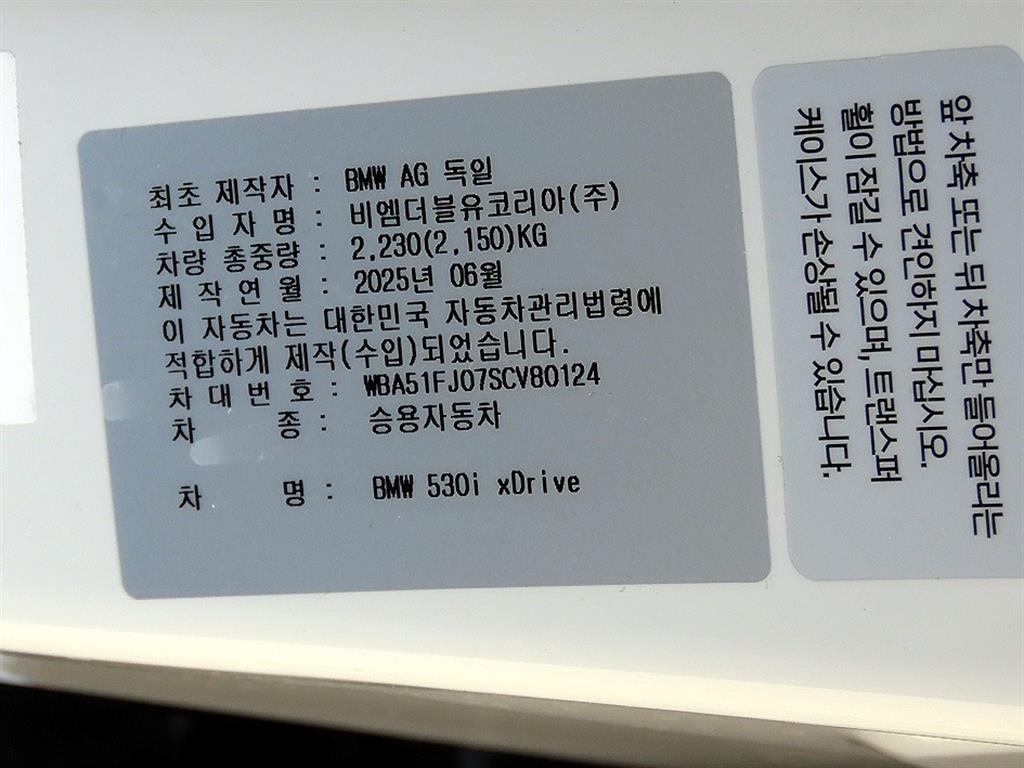 최초 제작자 : BMW AG 독일
수 입 자 명 : 비엠더블유코리아(주)
차량 총중량 : 2,230(2,150)KG
제 작 연 월 : 2025년 06월
이 자동차는 대한민국 자동차관리법령에
적합하게 제작(수입)되었습니다.
차 대 번 호 : WBA51FJ07SCV80124
차 종 : 승용자동차
차 명 : BMW 530i xDrive
앞 차축 또는 뒤 차축만 들어올리는
방법으로 견인하지 마십시오.
휠이 잠길 수 있으며, 트랜스퍼
케이스가 손상될 수 있습니다.